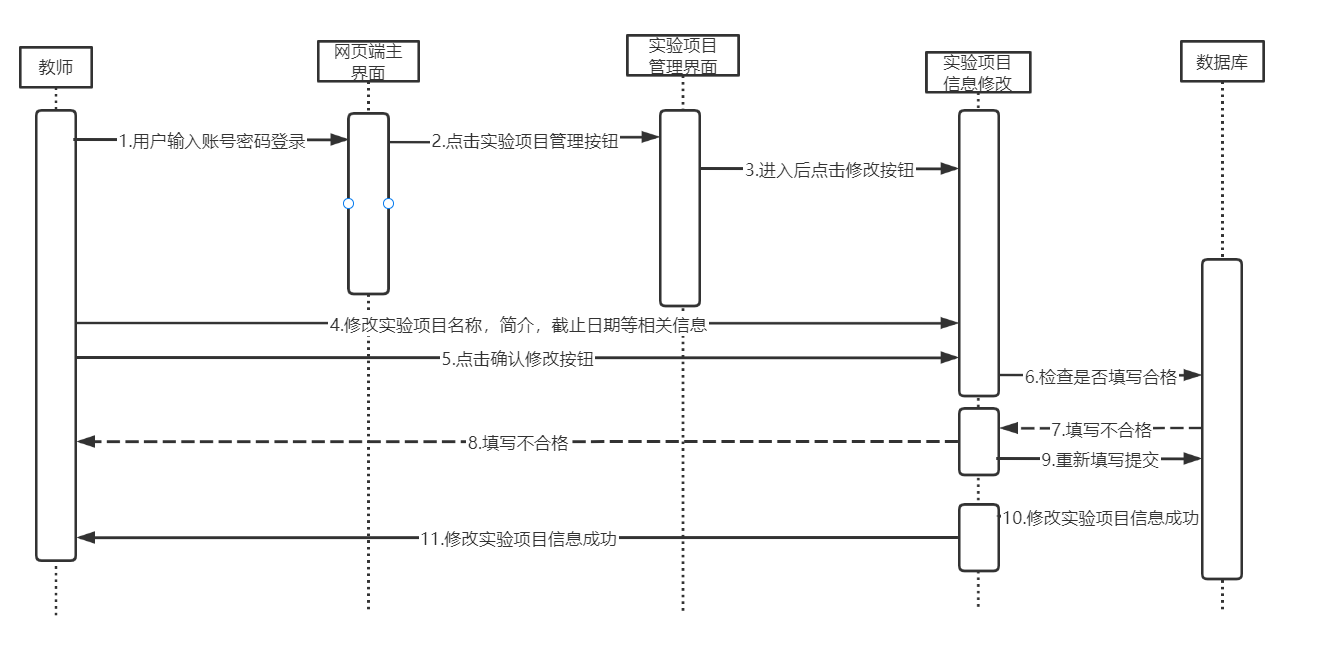 教师
网页端主
界面
实验项目
管理界面
实验项目
信息修改
数据库
1.用户输入账号密码登录
2.点击实验项目管理按钮
3.进入后点击修改按钮
4.修改实验项目名称，简介，截止日期等相关信息
5.点击确认修改按钮
6.检查是否填写合格
7.填写不合格
8.填写不合格
9.重新填写提交
10.修改实验项目信息成功
11.修改实验项目信息成功